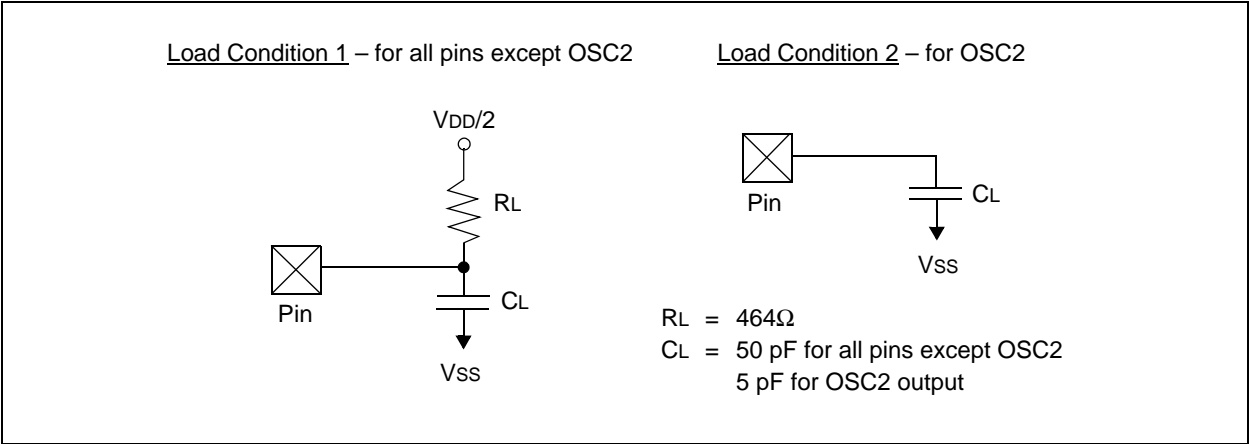 Load Condition 1 – for all pins except OSC2
VDD/2
RL
Pin
CL
VSS
Load Condition 2 – for OSC2
Pin
CL
VSS
RL = 464Ω
CL = 50 pF for all pins except OSC2
5 pF for OSC2 output